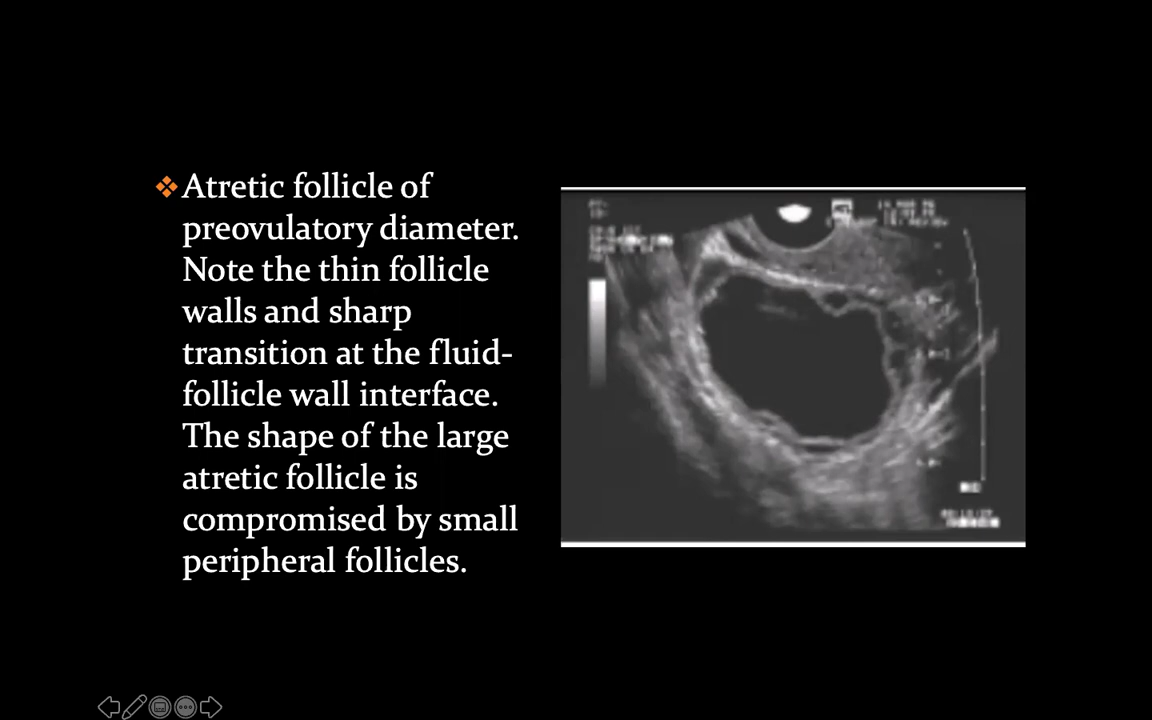 Atretic follicle of
preovulatory diameter.
Note the thin follicle
walls and sharp
transition at the fluid-
follicle wall interface.
The shape of the large
atretic follicle is
compromised by small
peripheral follicles.